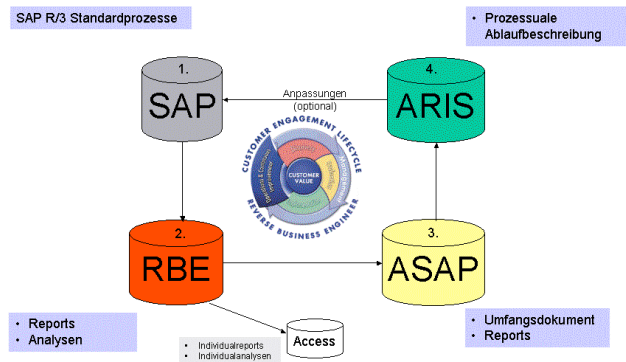 SAP R/3 Standardprozesse
• Prozessuale
Ablaufbeschreibung
1.
SAP
4.
ARIS
Anpassungen
(optional)
CUSTOMER ENGAGEMENT LIFECYCLE
Management
CUSTOMER
VALUE
REVERSE BUSINESS ENGINEER
2.
RBE
3.
ASAP
• Reports
• Analysen
Access
• Individualreports
• Individualanalysen
• Umfangsdokument
• Reports